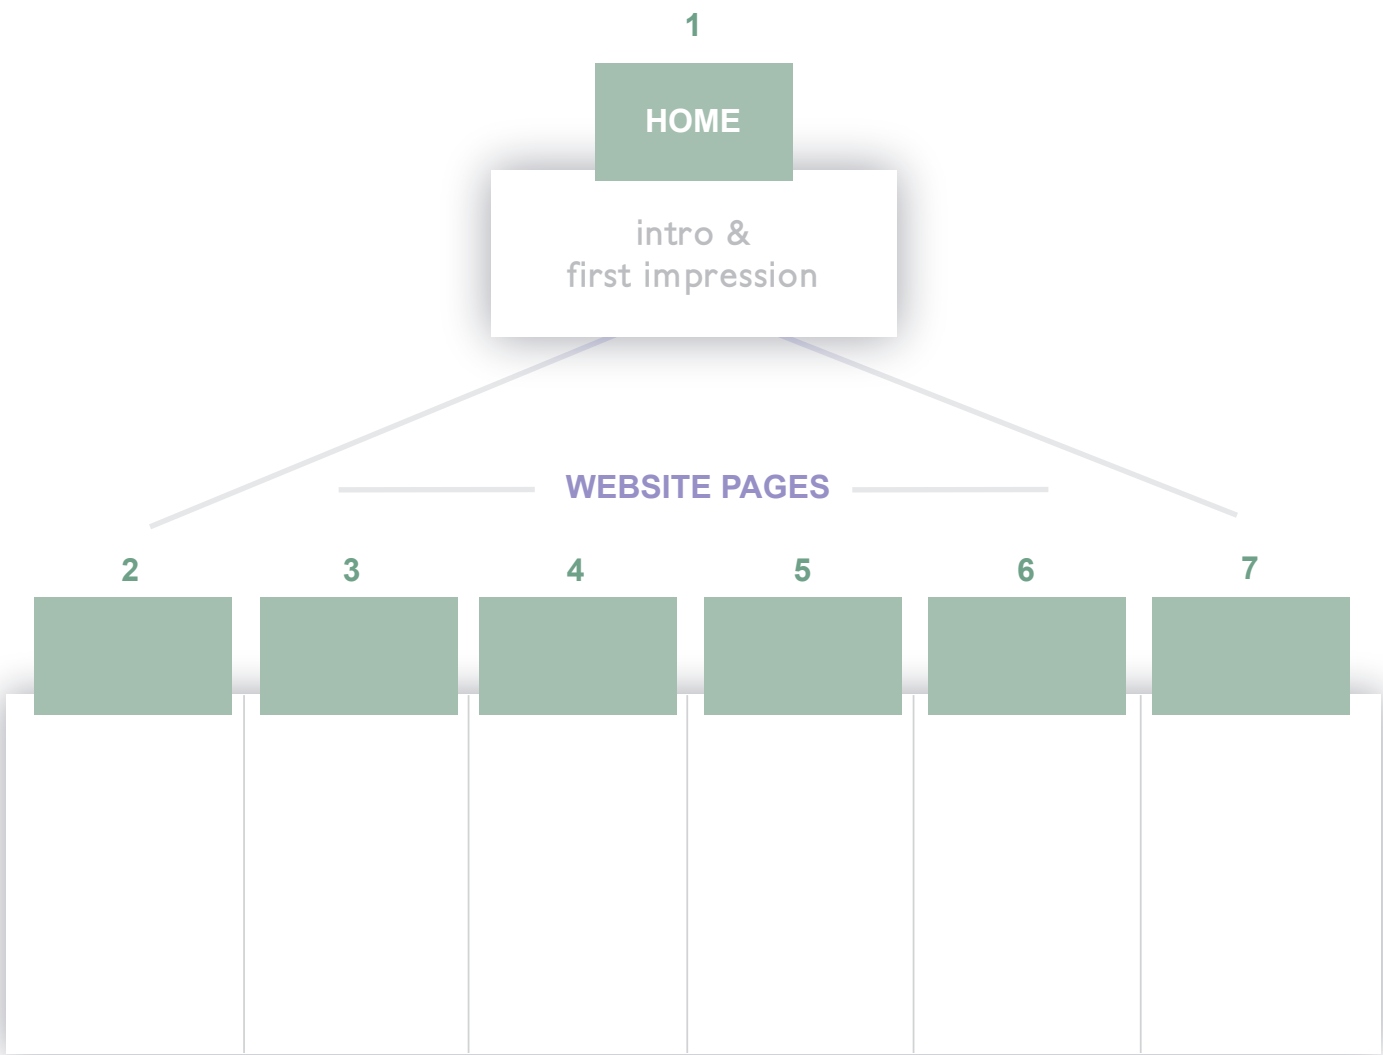 1
HOME
intro &
first impression
WEBSITE PAGES
2 3 4 5 6 7